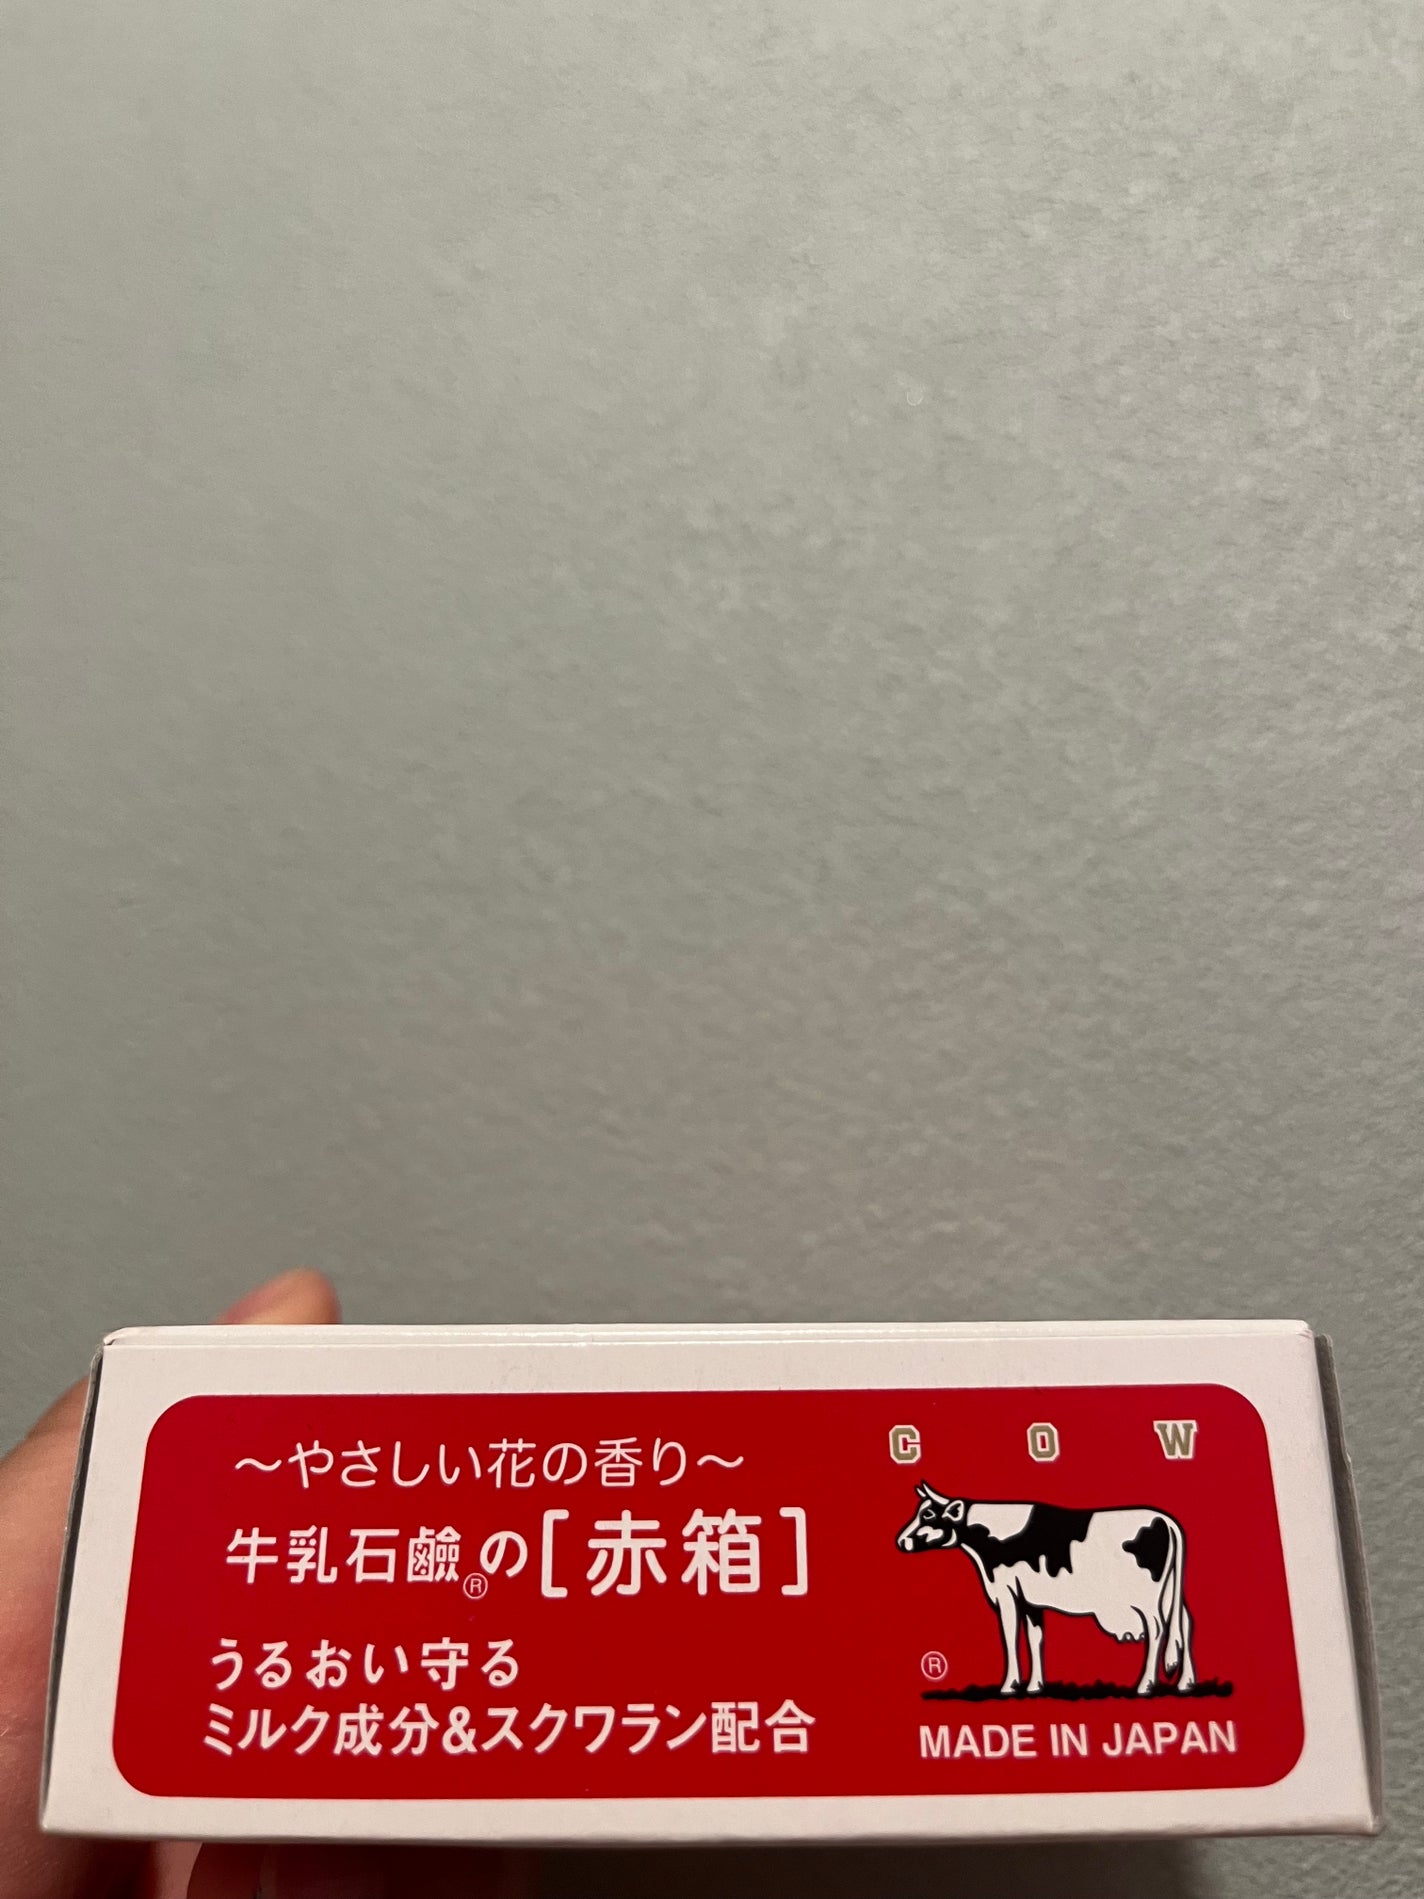 ～やさしい花の香り～
牛乳石鹸®の[赤箱]
うるおい守る
ミルク成分&スクワラン配合
COW
®
MADE IN JAPAN